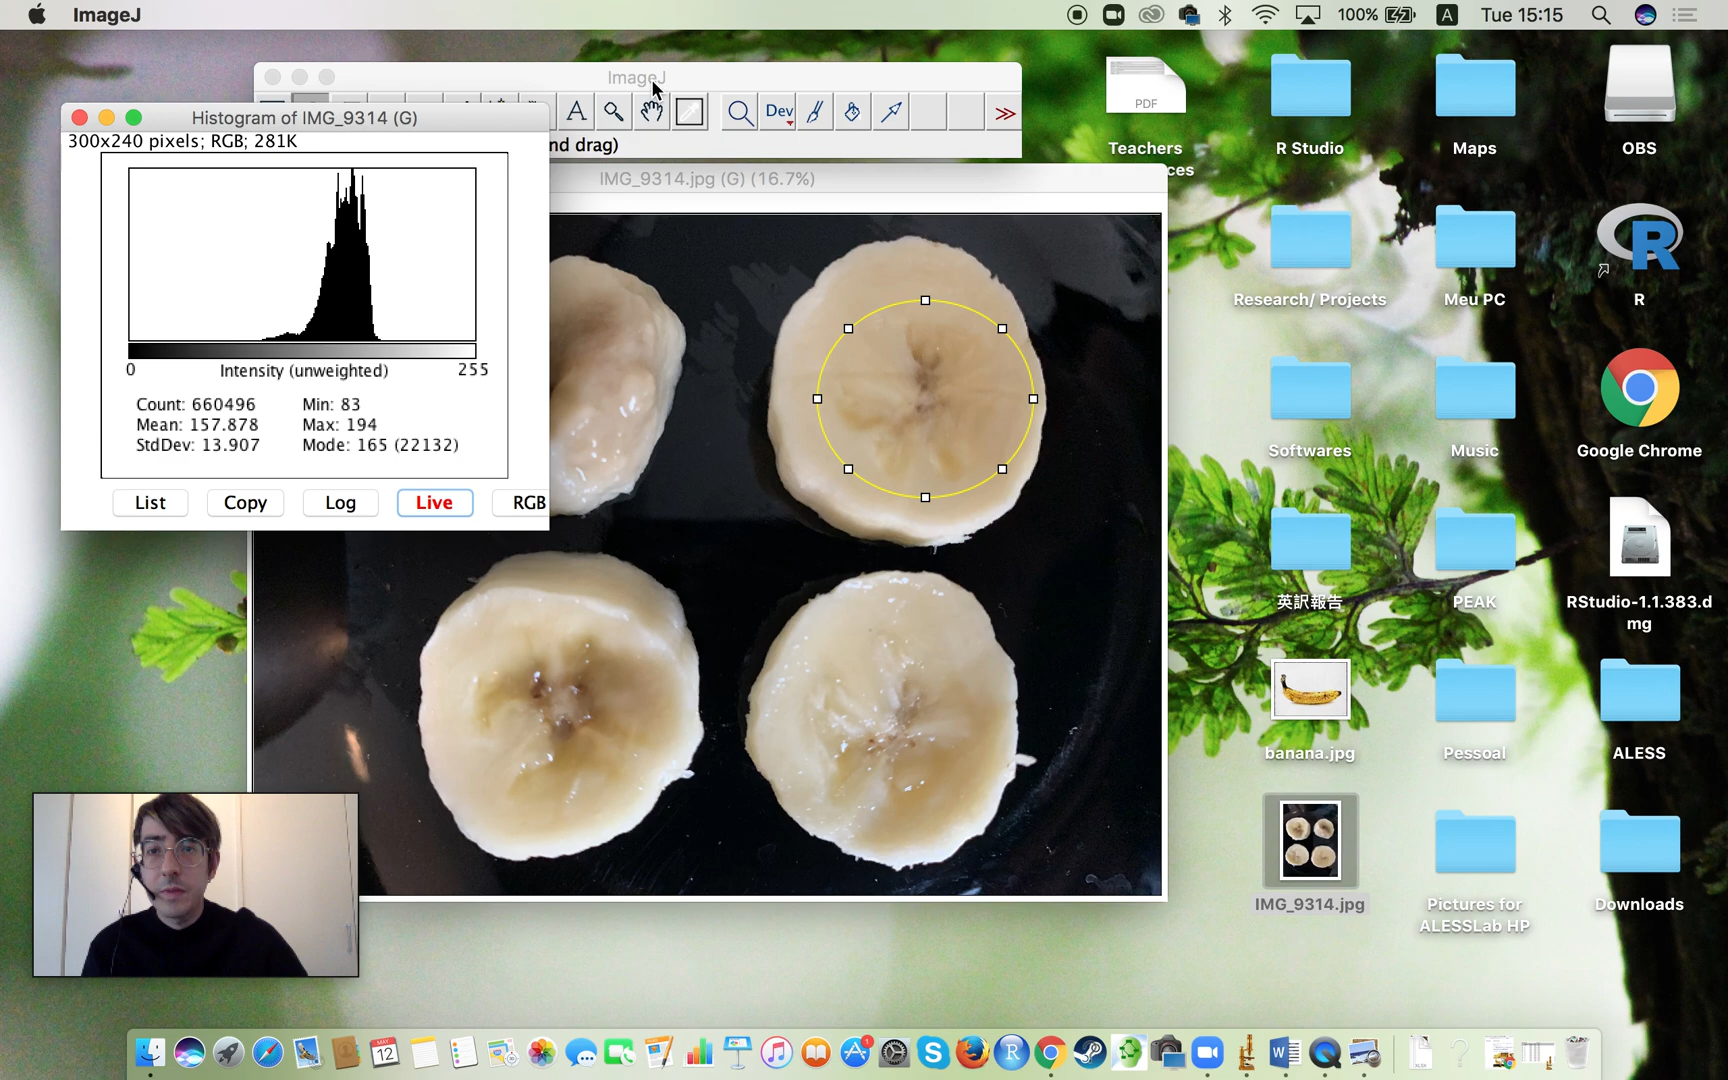 ImageJ
100%
A
Tue 15:15
ImageJ
A
Dev
nd drag)
Histogram of IMG_9314 (G)
300x240 pixels; RGB; 281K
0
Intensity (unweighted)
255
Count: 660496
Min: 83
Mean: 157.878
Max: 194
StdDev: 13.907
Mode: 165 (22132)
List
Copy
Log
Live
RGB
IMG_9314.jpg (G) (16.7%)
PDF
Teachers
ces
R Studio
Maps
OBS
Research/ Projects
Meu PC
R
R
Softwares
Music
Google Chrome
英訳報告
PEAK
RStudio-1.1.383.d
mg
banana.jpg
Pessoal
ALESS
IMG_9314.jpg
Pictures for
ALESSLab HP
Downloads
MAY
12
1
S
R
W